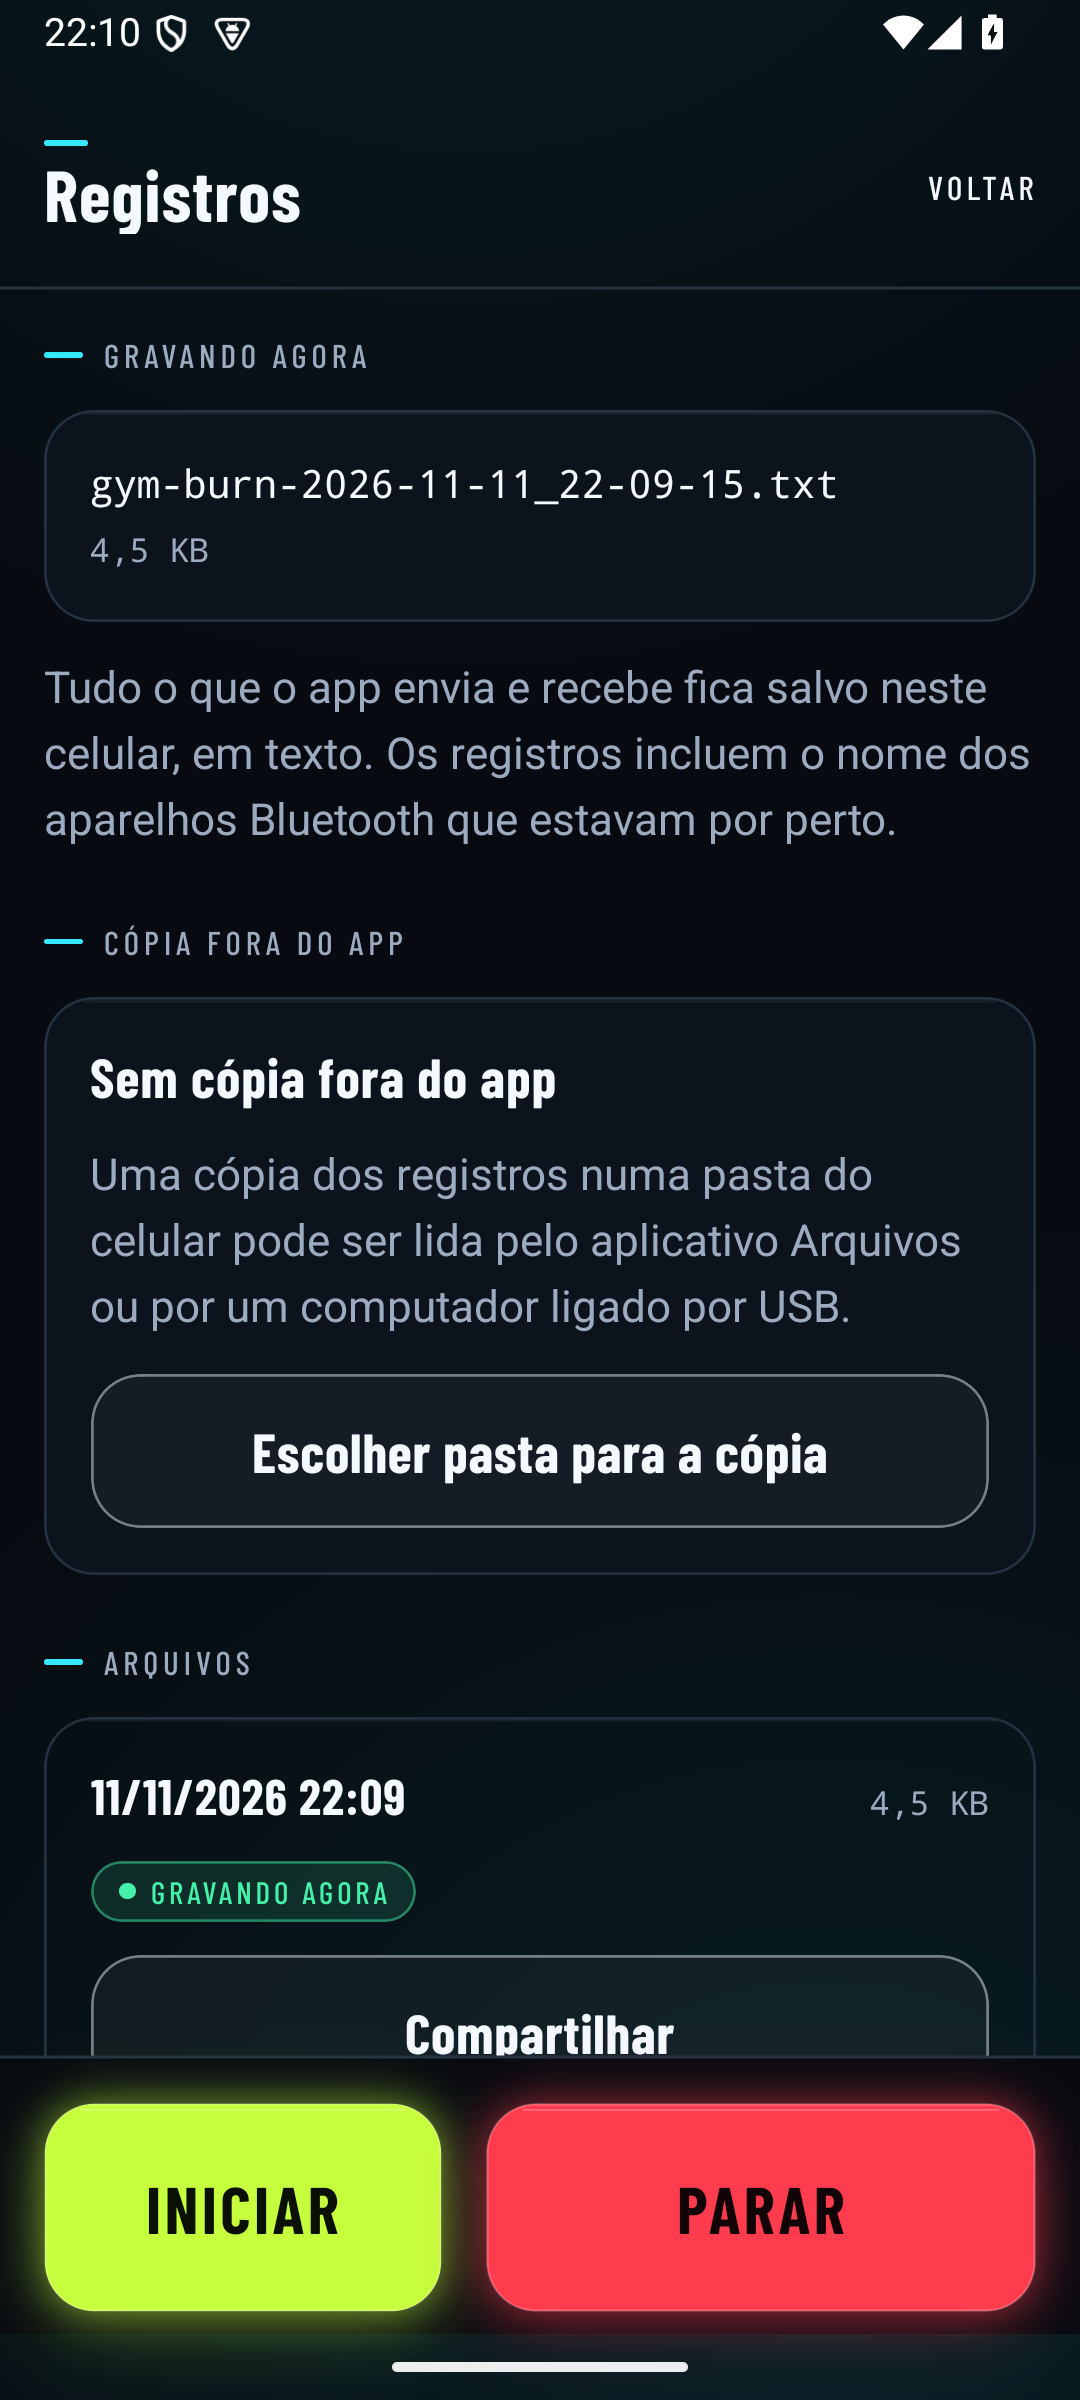 22:10
Registros
VOLTAR
GRAVANDO AGORA
gym-burn-2026-11-11_22-09-15.txt
4,5 KB
Tudo o que o app envia e recebe fica salvo neste
celular, em texto. Os registros incluem o nome dos
aparelhos Bluetooth que estavam por perto.
CÓPIA FORA DO APP
Sem cópia fora do app
Uma cópia dos registros numa pasta do
celular pode ser lida pelo aplicativo Arquivos
ou por um computador ligado por USB.
Escolher pasta para a cópia
ARQUIVOS
11/11/2026 22:09
4,5 KB
GRAVANDO AGORA
Compartilhar
INICIAR
PARAR